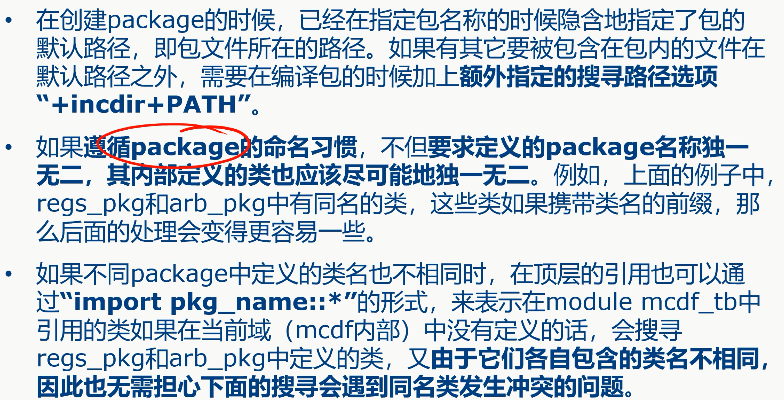 • 在创建package的时候，已经在指定包名称的时候隐含地指定了包的
默认路径，即包文件所在的路径。如果有其它要被包含在包内的文件在
默认路径之外，需要在编译包的时候加上额外指定的搜寻路径选项
“+incdir+PATH”。
• 如果遵循package的命名习惯，不但要求定义的package名称独一
无二，其内部定义的类也应该尽可能地独一无二。例如，上面的例子中，
regs_pkg和arb_pkg中有同名的类，这些类如果携带类名的前缀，那
么后面的处理会变得更容易一些。
• 如果不同package中定义的类名也不相同时，在顶层的引用也可以通
过“import pkg_name::*”的形式，来表示在module mcdf_tb中
引用的类如果在当前域（mcdf内部）中没有定义的话，会搜寻
regs_pkg和arb_pkg中定义的类，又由于它们各自包含的类名不相同，
因此也无需担心下面的搜寻会遇到同名类发生冲突的问题。